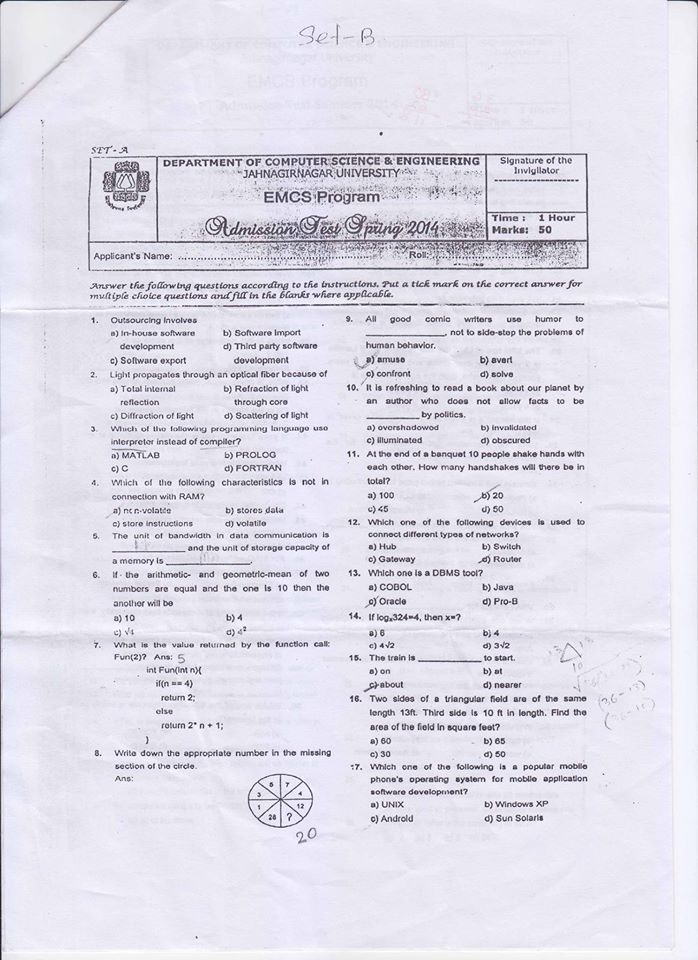 Set-B
SET - A
DEPARTMENT OF COMPUTER SCIENCE & ENGINEERING
JAHNAGIRNAGAR UNIVERSITY
EMCS Program
Admission Test Spring 2014
Signature of the
Invigilator
Time : 1 Hour
Marks: 50
Applicant's Name:
Roll:
Answer the following questions according to the instructions. Put a tick mark on the correct answer for
multiple choice questions and fill in the blanks where applicable.
1. Outsourcing involves
a) In-house software development b) Software Import
c) Software export d) Third party software development
2. Light propagates through an optical fiber because of
a) Total internal reflection b) Refraction of light through core
c) Diffraction of light d) Scattering of light
3. Which of the following programming language use
interpreter instead of compiler?
a) MATLAB b) PROLOG
c) C d) FORTRAN
4. Which of the following characteristics is not in
connection with RAM?
a) non-volatile b) stores data
c) store instructions d) volatile
5. The unit of bandwidth in data communication is
____________ and the unit of storage capacity of
a memory is ____________.
6. If the arithmetic- and geometric-mean of two
numbers are equal and the one is 10 then the
another will be
a) 10 b) 4
c) √4 d) 4²
7. What is the value returned by the function call:
Fun(2)? Ans: 5
int Fun(int n){
if(n == 4)
return 2;
else
return 2* n + 1;
}
8. Write down the appropriate number in the missing
section of the circle.
Ans:
5 7
3 4
1 12
28 ?
20
9. All good comic writers use humor to
____________, not to side-step the problems of
human behavior.
a) amuse b) avert
c) confront d) solve
10. It is refreshing to read a book about our planet by
an author who does not allow facts to be
____________ by politics.
a) overshadowed b) invalidated
c) illuminated d) obscured
11. At the end of a banquet 10 people shake hands with
each other. How many handshakes will there be in
total?
a) 100 b) 20
c) 45 d) 50
12. Which one of the following devices is used to
connect different types of networks?
a) Hub b) Switch
c) Gateway d) Router
13. Which one is a DBMS tool?
a) COBOL b) Java
c) Oracle d) Pro-B
14. If logₓ324=4, then x=?
a) 6 b) 4
c) 4√2 d) 3√2
15. The train is ____________ to start.
a) on b) at
c) about d) nearer
13 13
10
16. Two sides of a triangular field are of the same
length 13ft. Third side is 10 ft in length. Find the
area of the field in square feet?
a) 60 b) 65
c) 30 d) 50
17. Which one of the following is a popular mobile
phone's operating system for mobile application
software development?
a) UNIX b) Windows XP
c) Android d) Sun Solaris